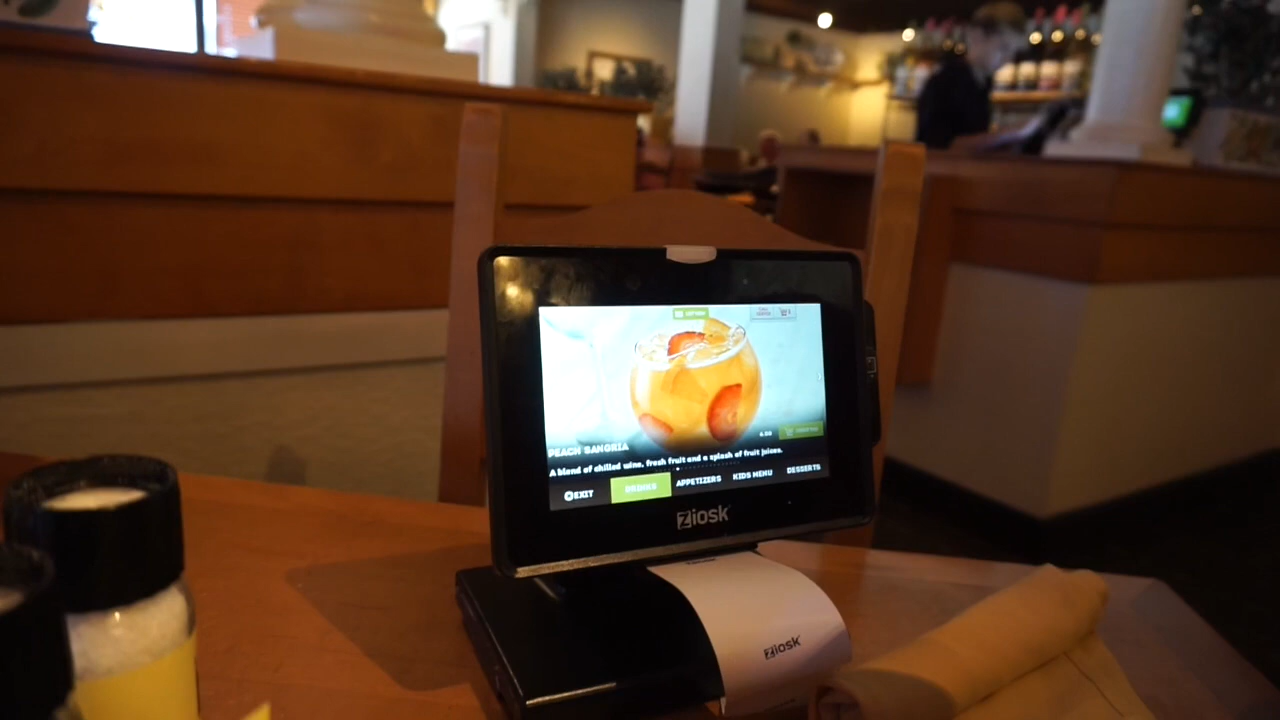 PEACH SANGRIA
A blend of chilled wine, fresh fruit and a splash of fruit juices.
EXIT
DRINKS
APPETIZERS
KIDS MENU
DESSERTS
ziosk
ziosk